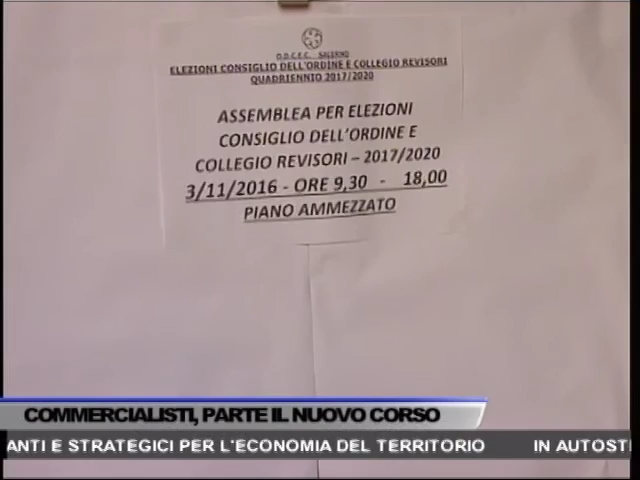 O.D.C.E.C. SALERNO
ELEZIONI CONSIGLIO DELL'ORDINE E COLLEGIO REVISORI
QUADRIENNIO 2017/2020
ASSEMBLEA PER ELEZIONI
CONSIGLIO DELL'ORDINE E
COLLEGIO REVISORI – 2017/2020
3/11/2016 - ORE 9,30 - 18,00
PIANO AMMEZZATO
COMMERCIALISTI, PARTE IL NUOVO CORSO
ANTI E STRATEGICI PER L'ECONOMIA DEL TERRITORIO IN AUTOST